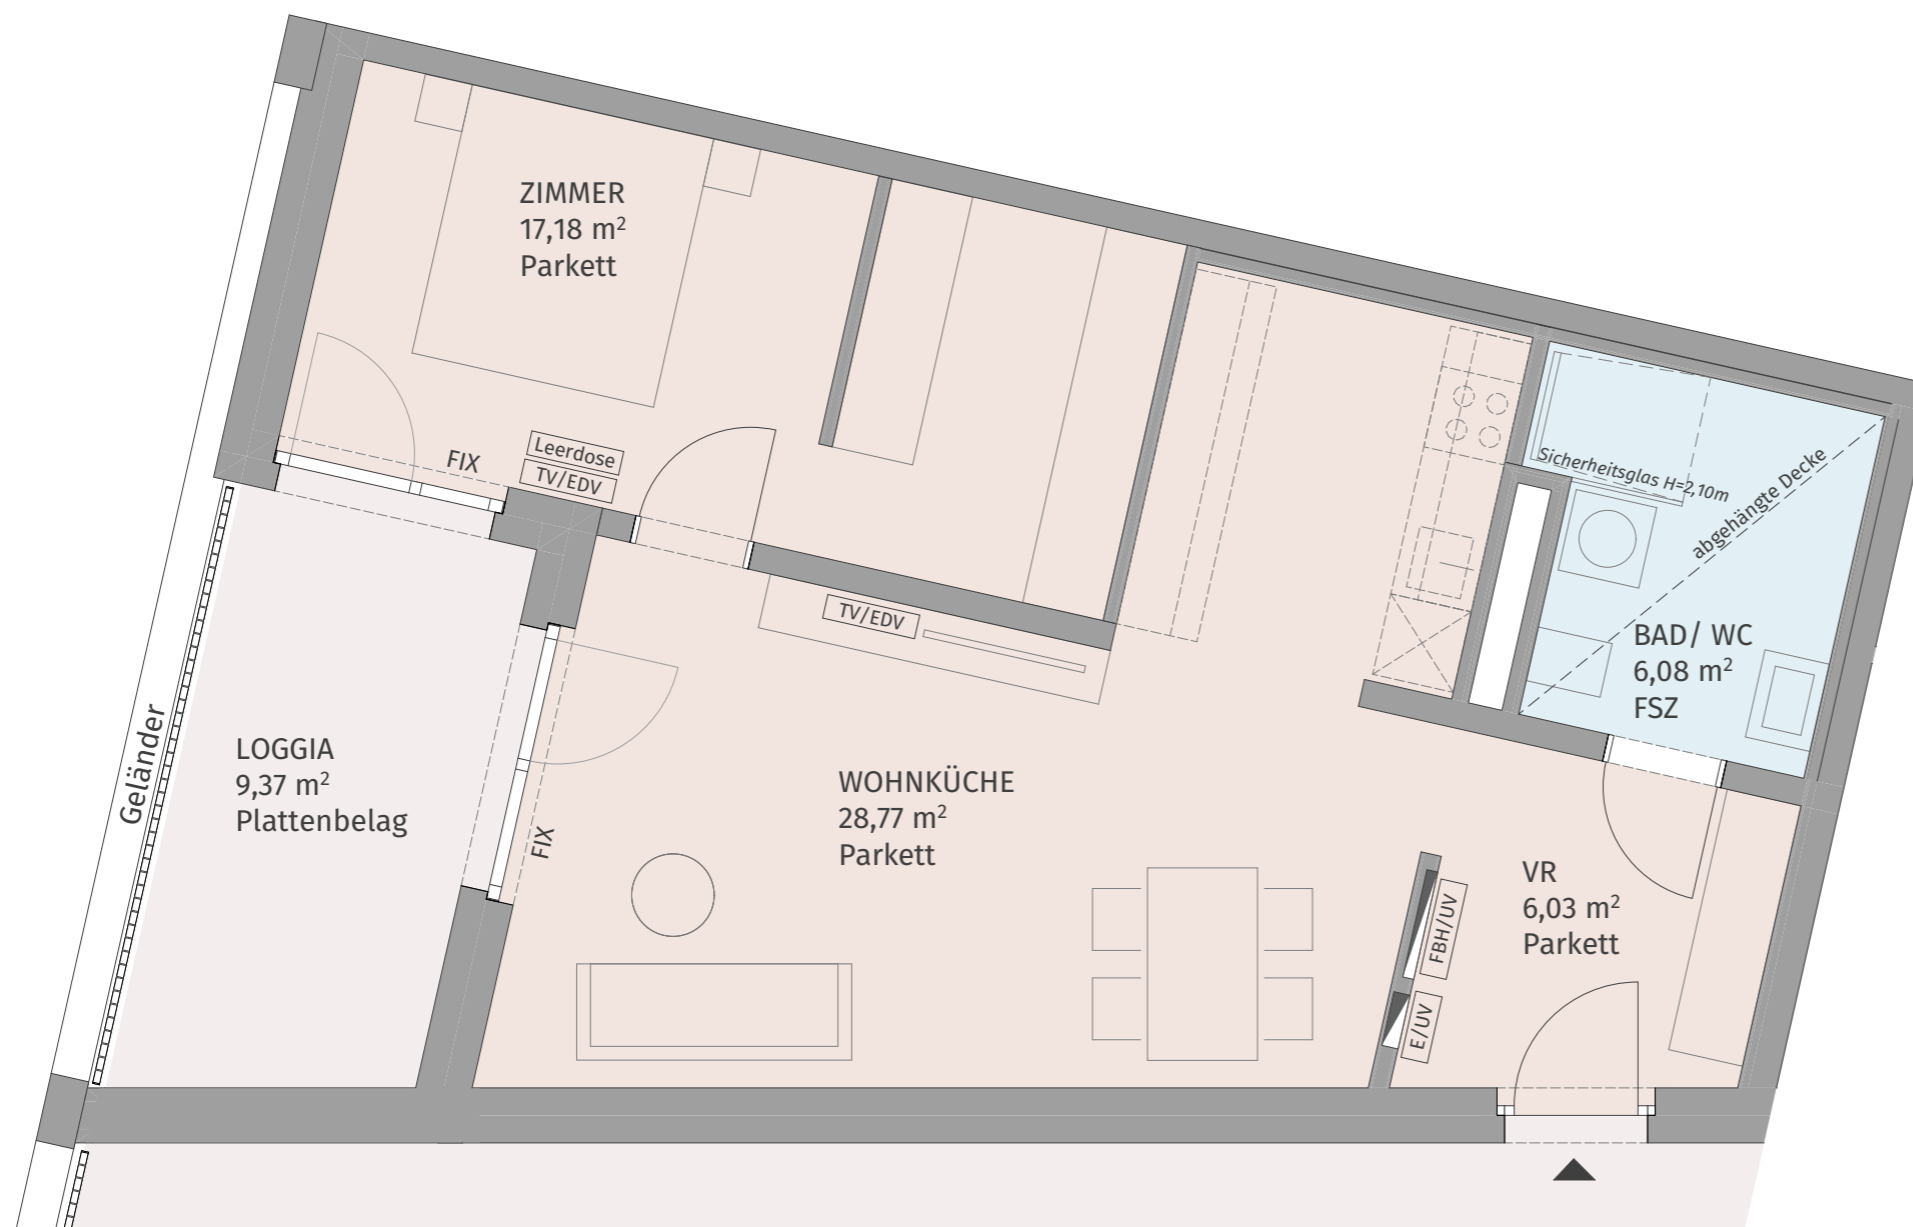 ZIMMER
17,18 m²
Parkett
FIX
Leerdose
TV/EDV
Sicherheitsglas H=2,10m
abgehängte Decke
TV/EDV
BAD/ WC
6,08 m²
FSZ
Geländer
LOGGIA
9,37 m²
Plattenbelag
FIX
WOHNKÜCHE
28,77 m²
Parkett
VR
6,03 m²
Parkett
FBH/UV
E/UV